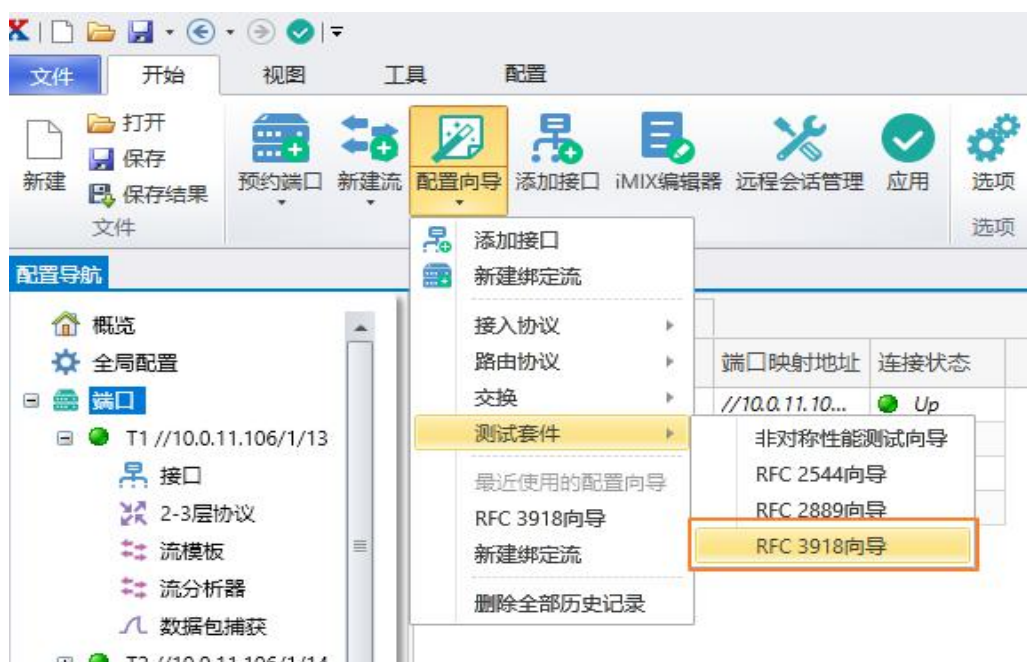 文件 开始 视图 工具 配置
打开
保存
保存结果
新建 预约端口 新建流 配置向导 添加接口 iMIX编辑器 远程会话管理 应用 选项
文件 选项
配置导航
添加接口
新建绑定流
接入协议
路由协议
交换
测试套件
最近使用的配置向导
RFC 3918向导
新建绑定流
删除全部历史记录
非对称性能测试向导
RFC 2544向导
RFC 2889向导
RFC 3918向导
端口映射地址 连接状态
//10.0.11.10... Up
概览
全局配置
端口
T1 //10.0.11.106/1/13
接口
2-3层协议
流模板
流分析器
数据包捕获
T2 //10.0.11.106/1/14